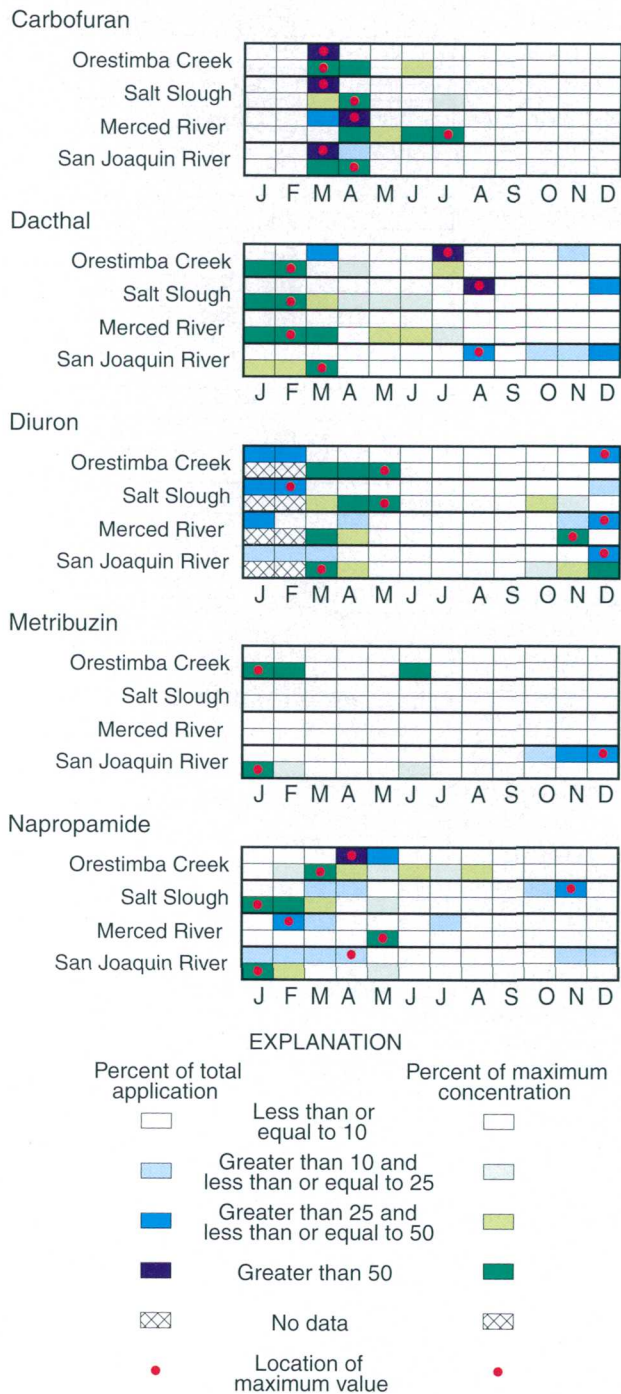 Carbofuran
Orestimba Creek
Salt Slough
Merced River
San Joaquin River
J F M A M J J A S O N D
Dacthal
Orestimba Creek
Salt Slough
Merced River
San Joaquin River
J F M A M J J A S O N D
Diuron
Orestimba Creek
Salt Slough
Merced River
San Joaquin River
J F M A M J J A S O N D
Metribuzin
Orestimba Creek
Salt Slough
Merced River
San Joaquin River
J F M A M J J A S O N D
Napropamide
Orestimba Creek
Salt Slough
Merced River
San Joaquin River
J F M A M J J A S O N D
EXPLANATION
Percent of total
application
Percent of maximum
concentration
Less than or
equal to 10
Greater than 10 and
less than or equal to 25
Greater than 25 and
less than or equal to 50
Greater than 50
No data
Location of
maximum value